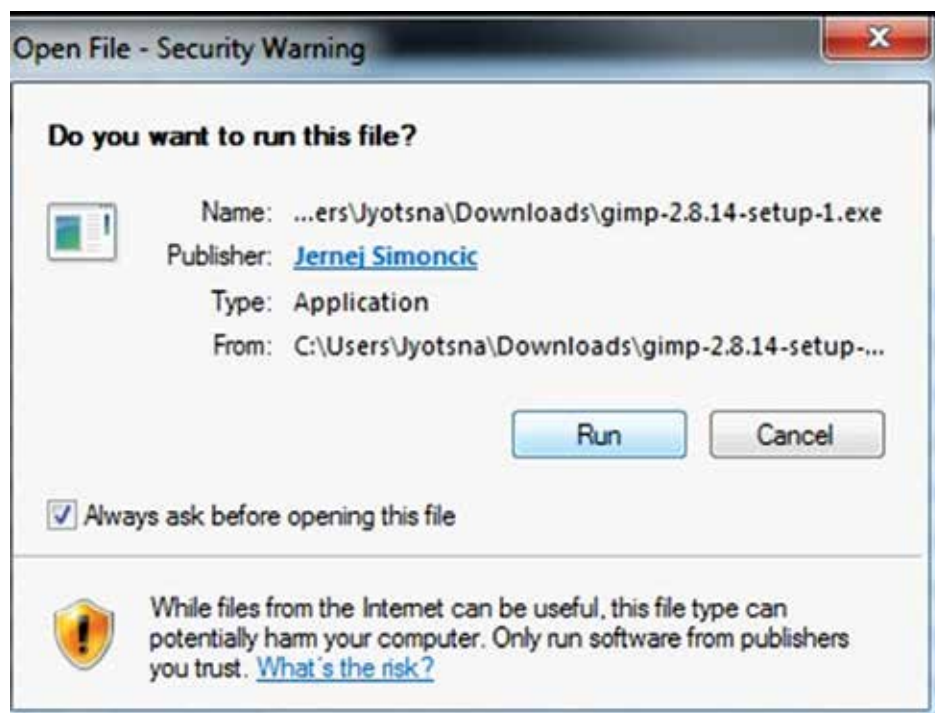 Open File - Security Warning
Do you want to run this file?
Name: ...ers\Jyotsna\Downloads\gimp-2.8.14-setup-1.exe
Publisher: Jernej Simoncic
Type: Application
From: C:\Users\Jyotsna\Downloads\gimp-2.8.14-setup-...
Run Cancel
Always ask before opening this file
While files from the Internet can be useful, this file type can
potentially harm your computer. Only run software from publishers
you trust. What's the risk?